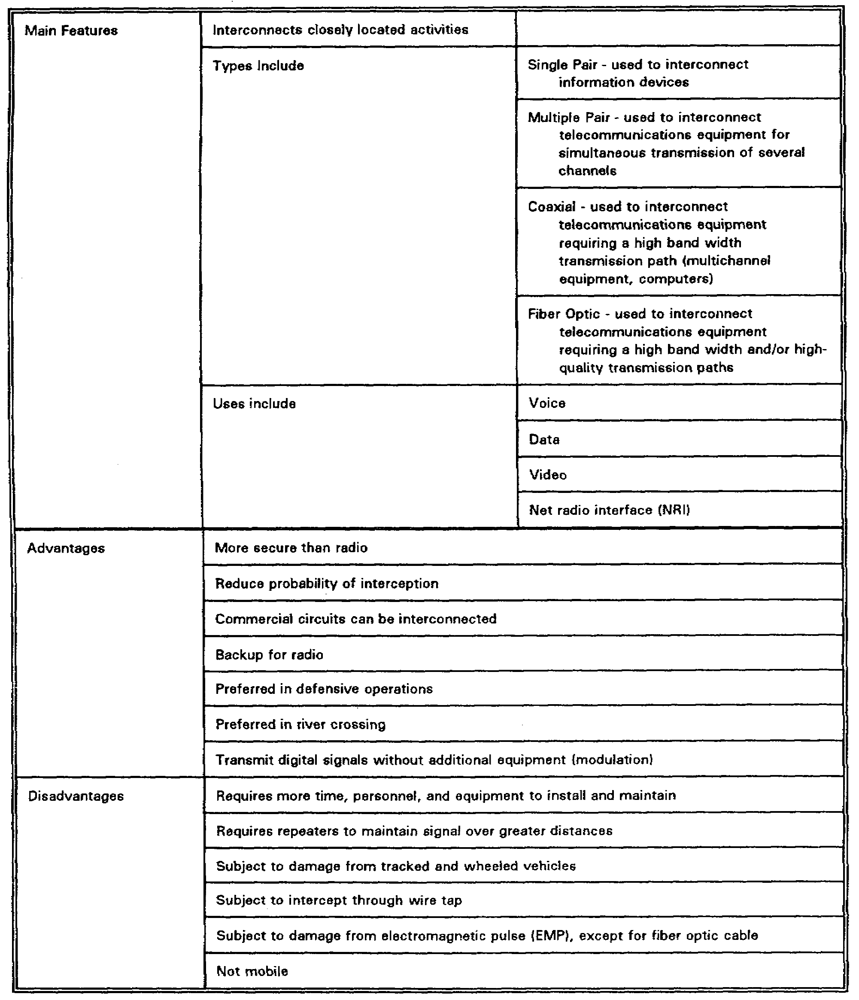 Main Features
Interconnects closely located activities
Types Include
Single Pair - used to interconnect
information devices
Multiple Pair - used to interconnect
telecommunications equipment for
simultaneous transmission of several
channels
Coaxial - used to interconnect
telecommunications equipment
requiring a high band width
transmission path (multichannel
equipment, computers)
Fiber Optic - used to interconnect
telecommunications equipment
requiring a high band width and/or high-
quality transmission paths
Uses include
Voice
Data
Video
Net radio interface (NRI)
Advantages
More secure than radio
Reduce probability of interception
Commercial circuits can be interconnected
Backup for radio
Preferred in defensive operations
Preferred in river crossing
Transmit digital signals without additional equipment (modulation)
Disadvantages
Requires more time, personnel, and equipment to install and maintain
Requires repeaters to maintain signal over greater distances
Subject to damage from tracked and wheeled vehicles
Subject to intercept through wire tap
Subject to damage from electromagnetic pulse (EMP), except for fiber optic cable
Not mobile